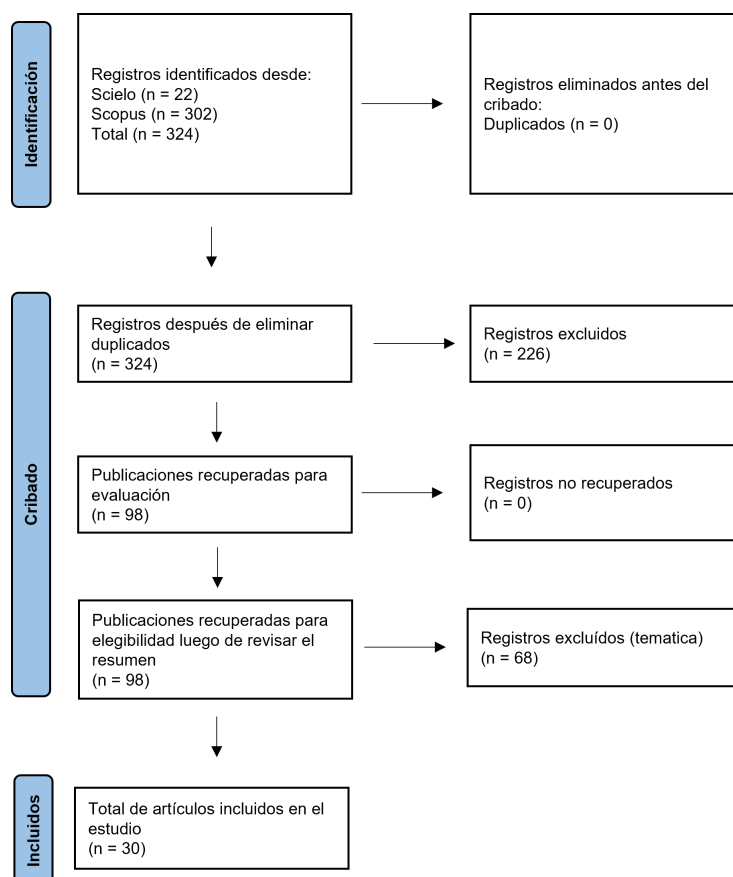 Identificación
Registros identificados desde:
Scielo (n = 22)
Scopus (n = 302)
Total (n = 324)
Registros eliminados antes del
cribado:
Duplicados (n = 0)
Cribado
Registros después de eliminar
duplicados
(n = 324)
Registros excluidos
(n = 226)
Publicaciones recuperadas para
evaluación
(n = 98)
Registros no recuperados
(n = 0)
Publicaciones recuperadas para
elegibilidad luego de revisar el
resumen
(n = 98)
Registros excluídos (tematica)
(n = 68)
Incluidos
Total de artículos incluidos en el
estudio
(n = 30)